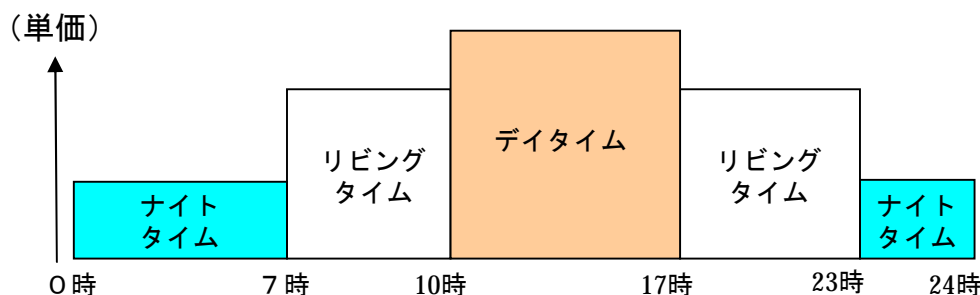 （単価）
デイタイム
リビング
タイム
リビング
タイム
ナイト
タイム
ナイト
タイム
０時
７時
10時
17時
23時
24時